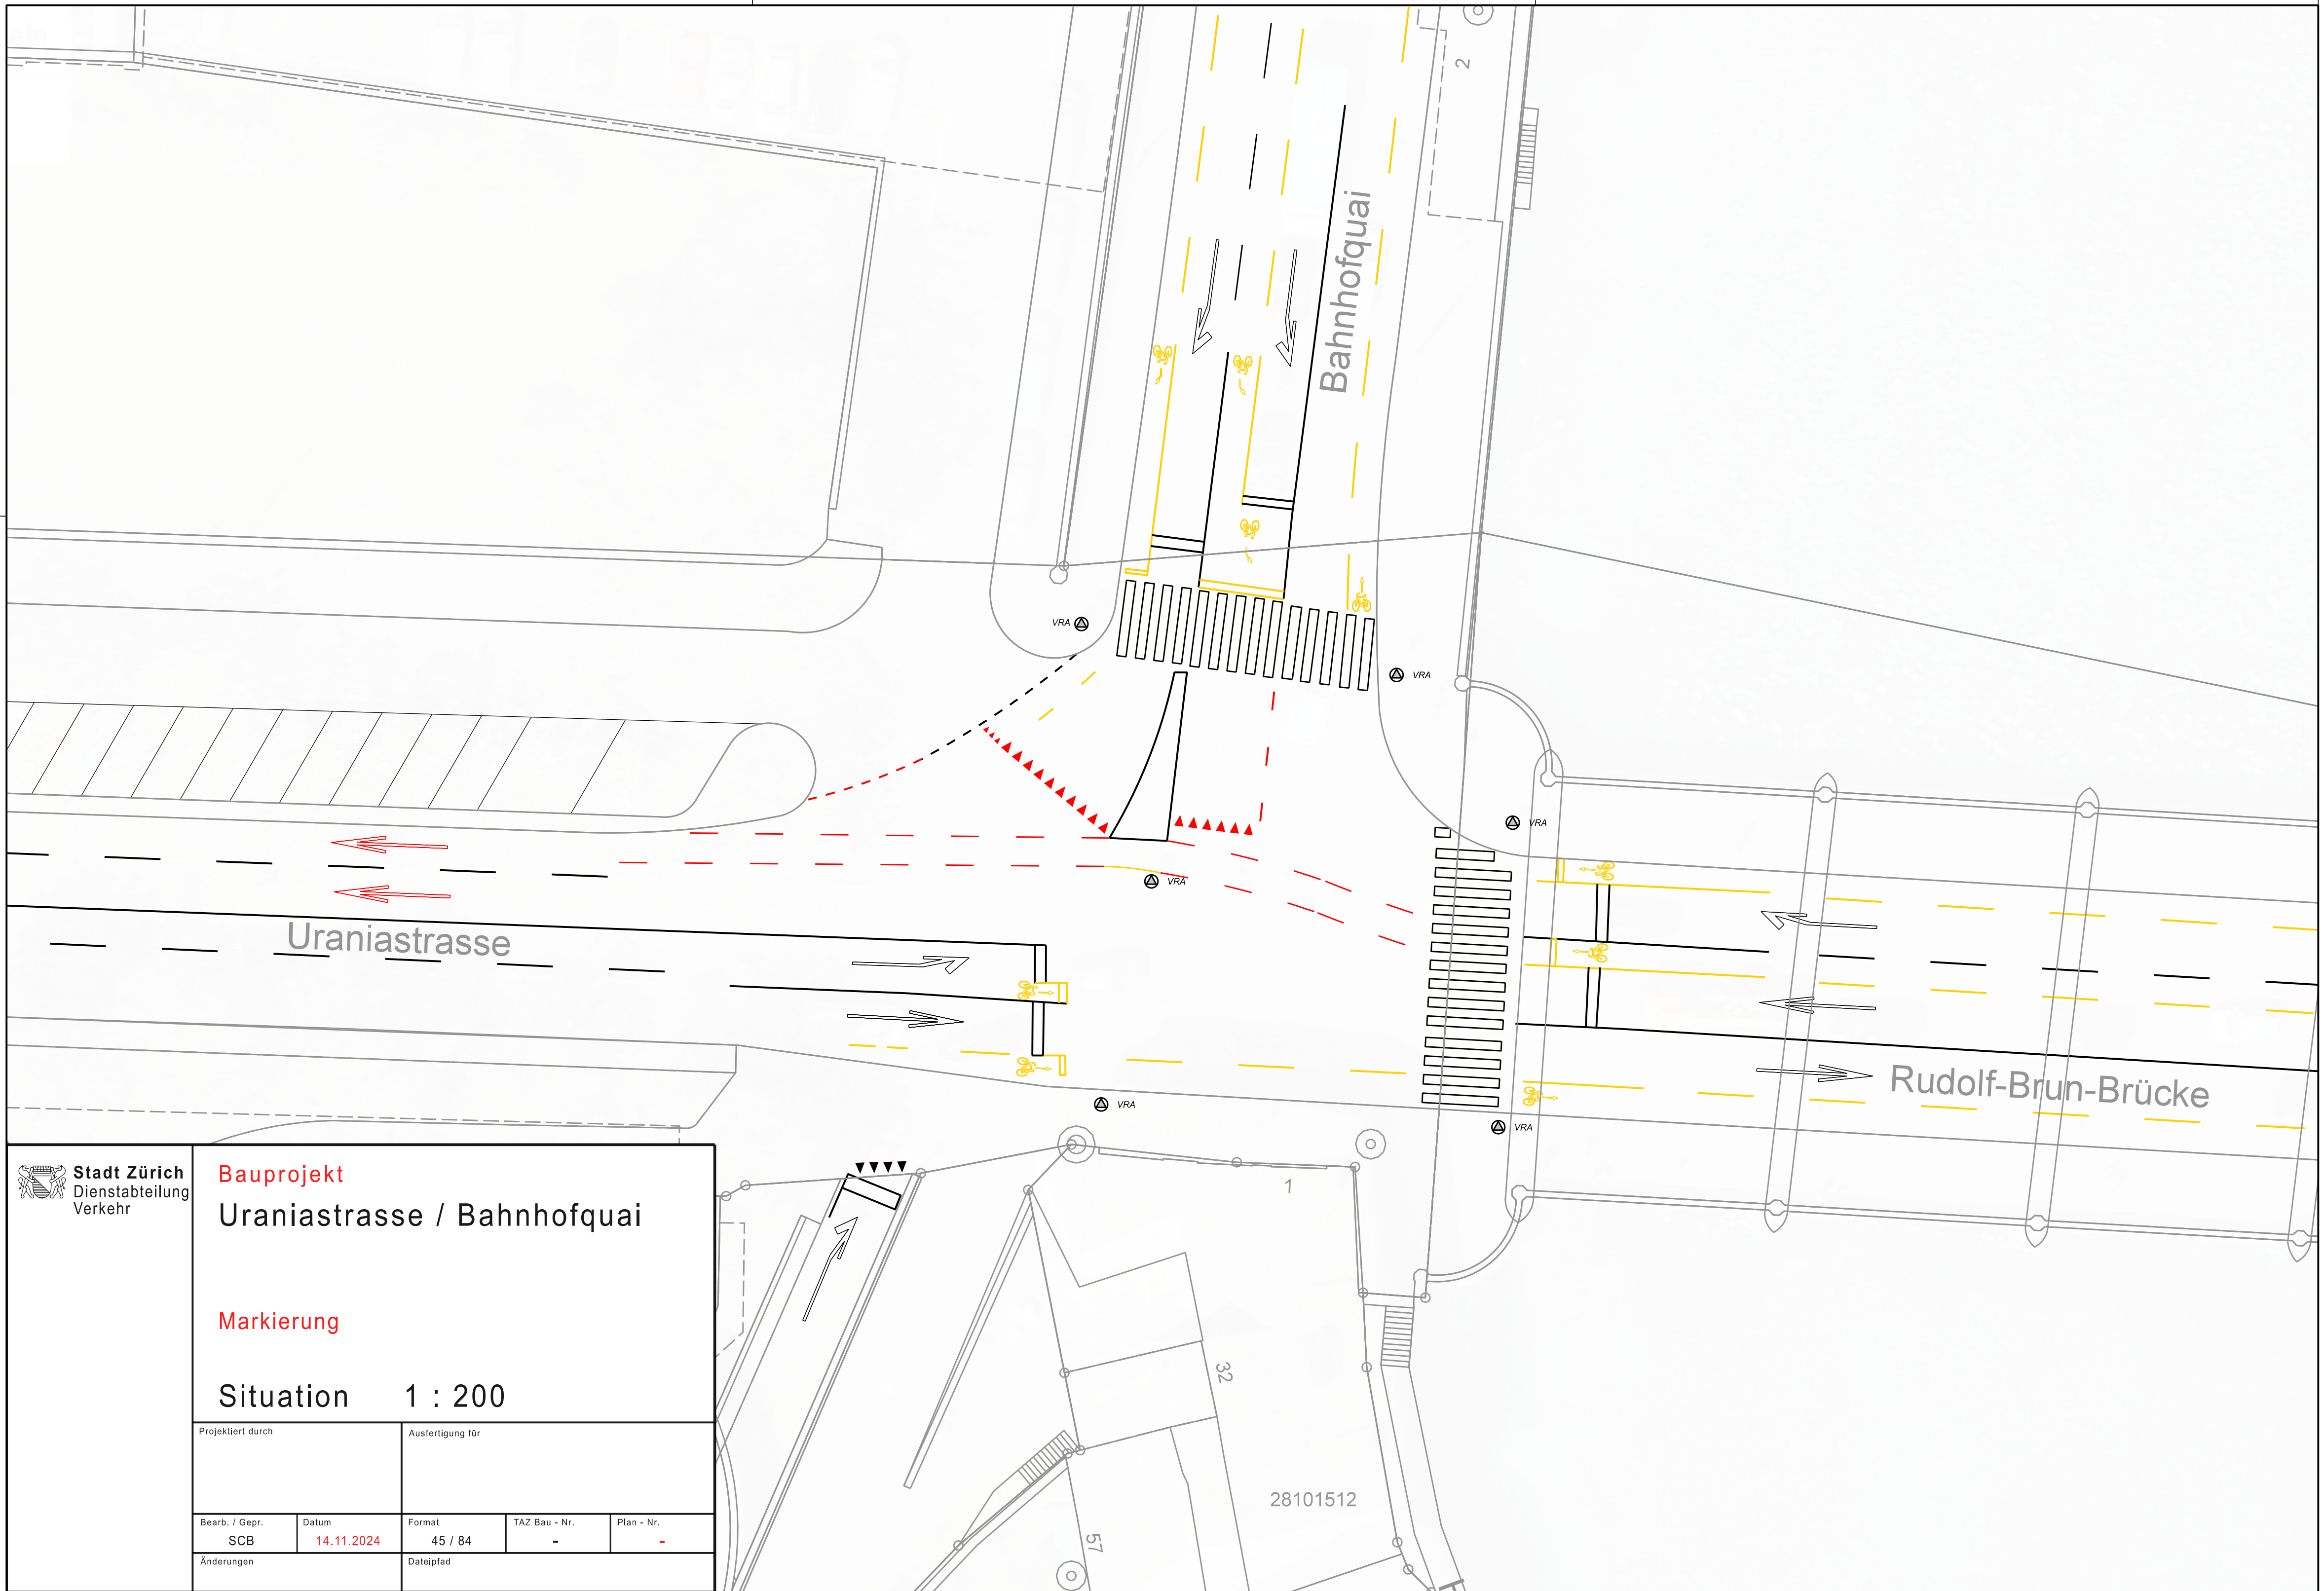 2
Bahnhofquai
VRA
VRA
VRA
VRA
Uraniastrasse
Rudolf-Brun-Brücke
VRA
VRA
1
32
28101512
57
Stadt Zürich
Dienstabteilung
Verkehr
Bauprojekt
Uraniastrasse / Bahnhofquai
Markierung
Situation 1 : 200
Projektiert durch
Ausfertigung für
Bearb. / Gepr.
SCB
Datum
14.11.2024
Format
45 / 84
TAZ Bau - Nr.
-
Plan - Nr.
-
Änderungen
Dateipfad